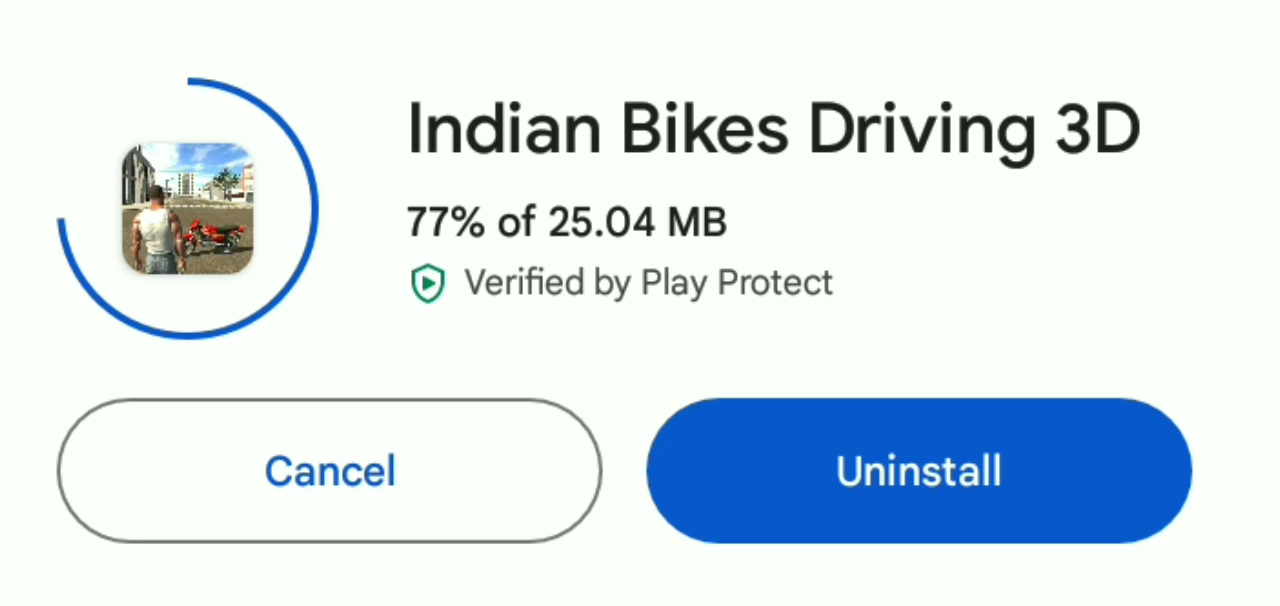 Indian Bikes Driving 3D
77% of 25.04 MB
Verified by Play Protect
Cancel
Uninstall